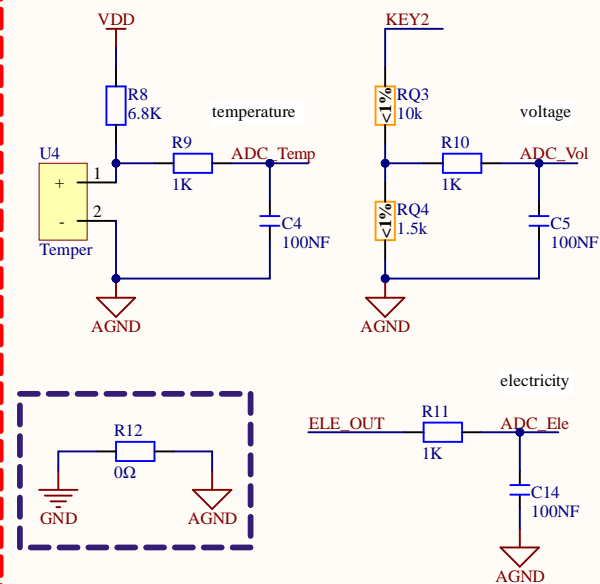 VDD
R8
6.8K
temperature
U4
1
+
R9
ADC_Temp
1K
2
-
Temper
C4
100NF
AGND
KEY2
<1%
RQ3
10k
voltage
R10
ADC_Vol
1K
<1%
RQ4
1.5k
C5
100NF
AGND
R12
0Ω
GND
AGND
electricity
ELE_OUT
R11
ADC_Ele
1K
C14
100NF
AGND